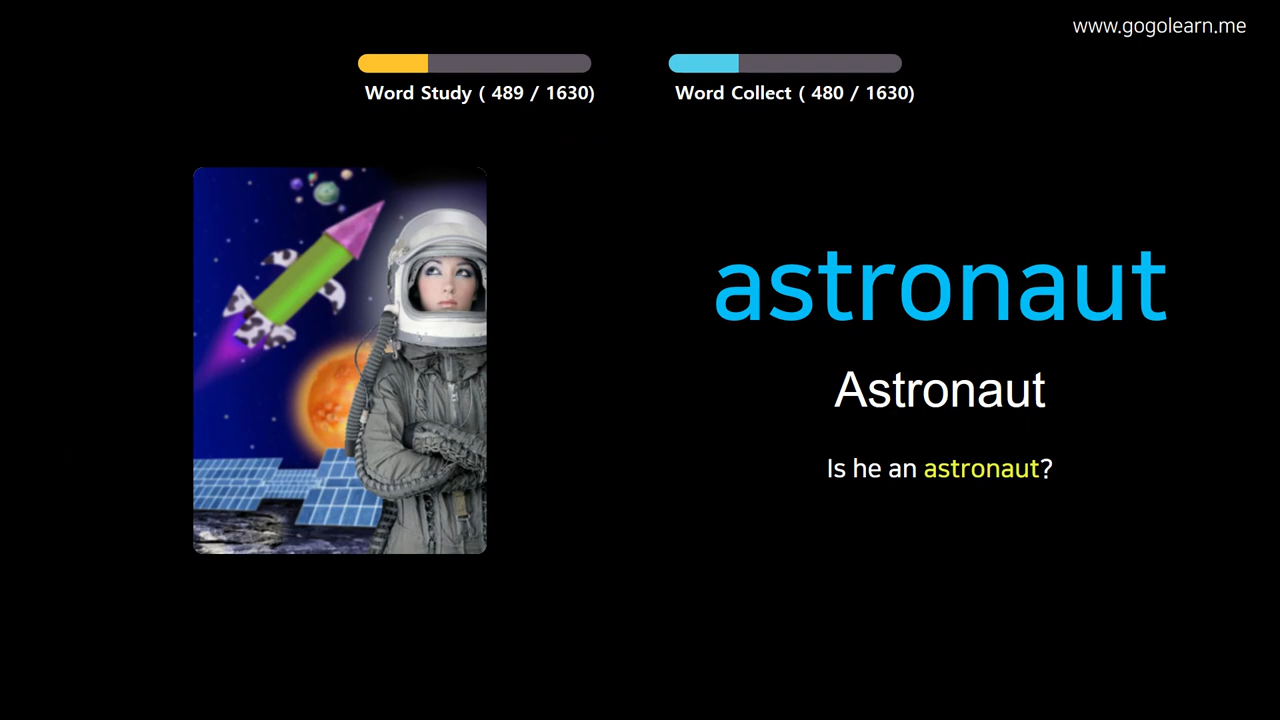 www.gogolearn.me
Word Study ( 489 / 1630)
Word Collect ( 480 / 1630)
astronaut
Astronaut
Is he an astronaut?